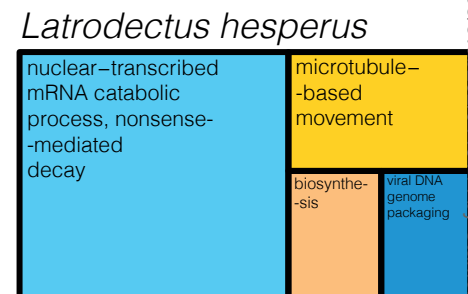 Latrodectus hesperus
nuclear–transcribed
mRNA catabolic
process, nonsense-
-mediated
decay
microtubule–
-based
movement
biosynthe-
-sis
viral DNA
genome
packaging